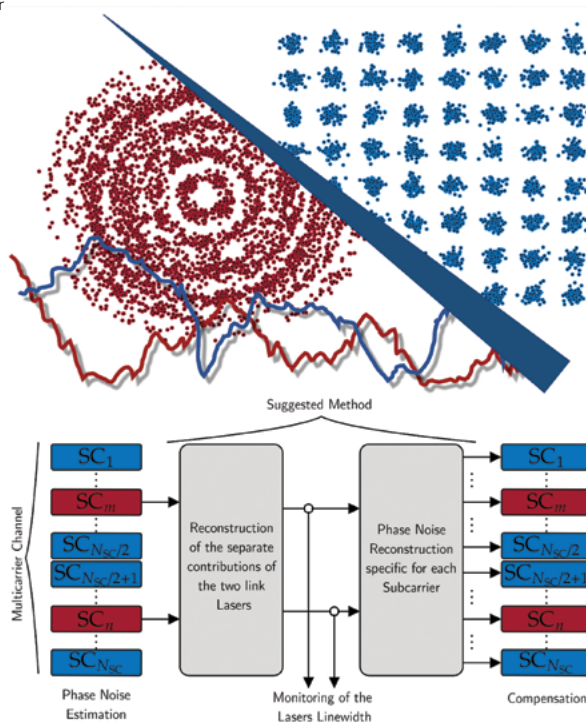 r
Suggested Method
Multicarrier Channel
SC1
SCm
SCNSC/2
SCNSC/2+1
SCn
SCNSC
Phase Noise
Estimation
Reconstruction
of the separate
contributions of
the two link
Lasers
Monitoring of the
Lasers Linewidth
Phase Noise
Reconstruction
specific for each
Subcarrier
SC1
SCm
SCNSC/2
SCNSC/2+1
SCn
SCNSC
Compensation